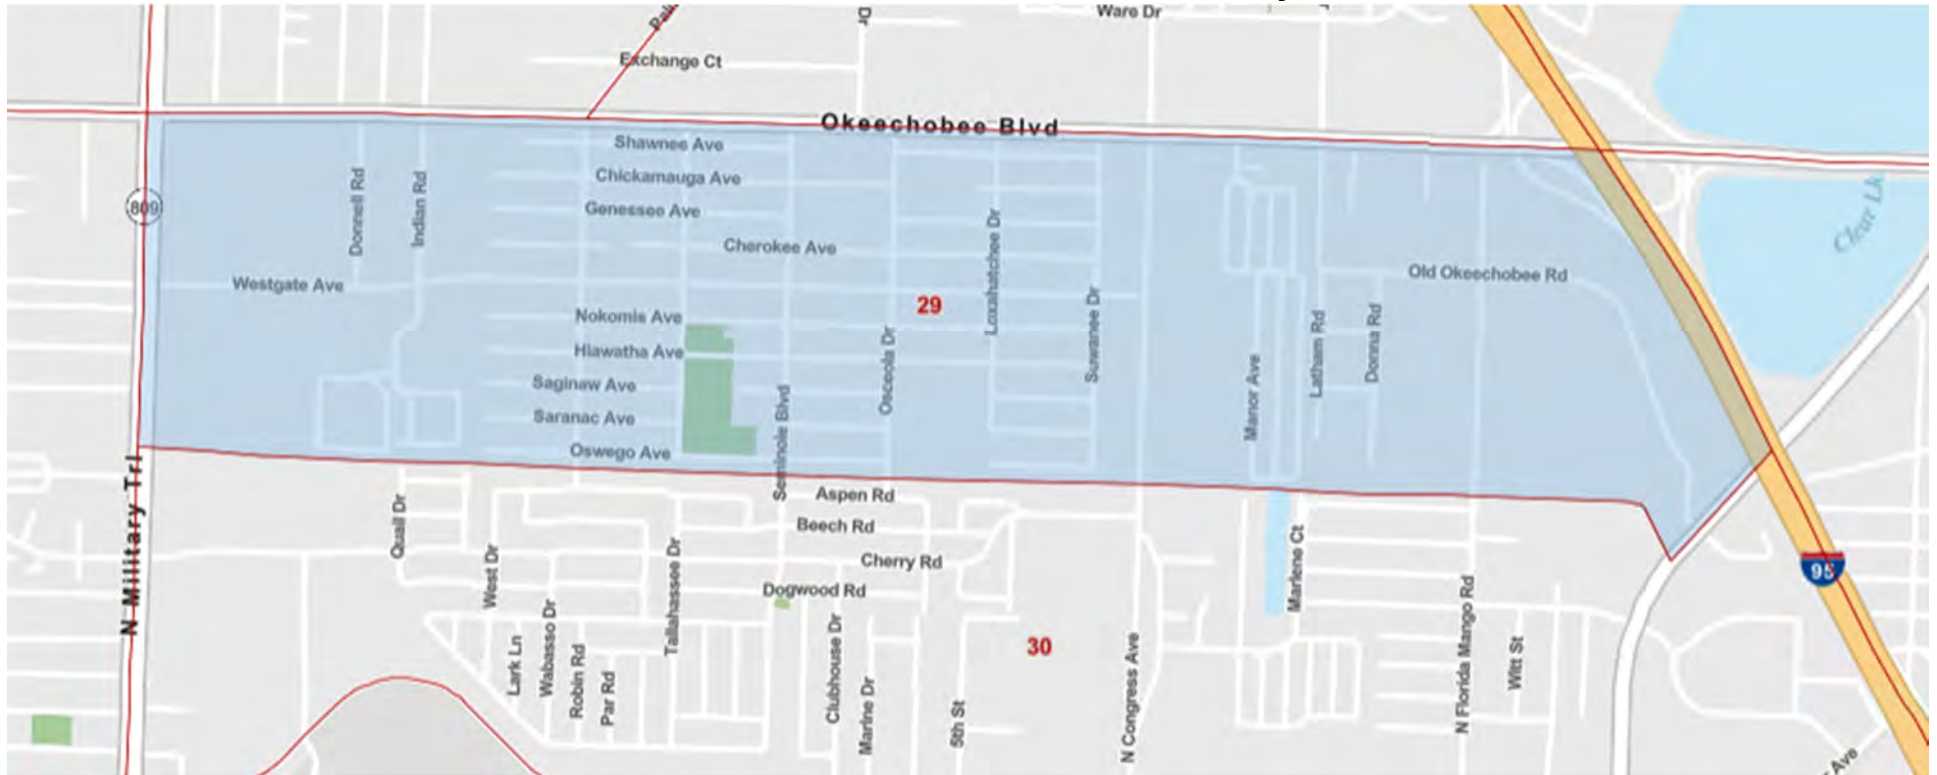 Ware Dr
Dr
Exchange Ct
Okeechobee Blvd
Shawnee Ave
Chickamauga Ave
Genessee Ave
Cherokee Ave
Donnell Rd
Indian Rd
809
Westgate Ave
Nokomis Ave
Hiawatha Ave
Saginaw Ave
Saranac Ave
Oswego Ave
Seminole Blvd
Osceola Dr
29
Loxahatchee Dr
Suwanee Dr
Manor Ave
Latham Rd
Donna Rd
Old Okeechobee Rd
Clear Lk
N Military Trl
Quail Dr
West Dr
Tallahassee Dr
Aspen Rd
Beech Rd
Cherry Rd
Dogwood Rd
Lark Ln
Wabasso Dr
Robin Rd
Par Rd
Clubhouse Dr
Marine Dr
5th St
30
N Congress Ave
Marlene Ct
N Florida Mango Rd
Witt St
95
Ave